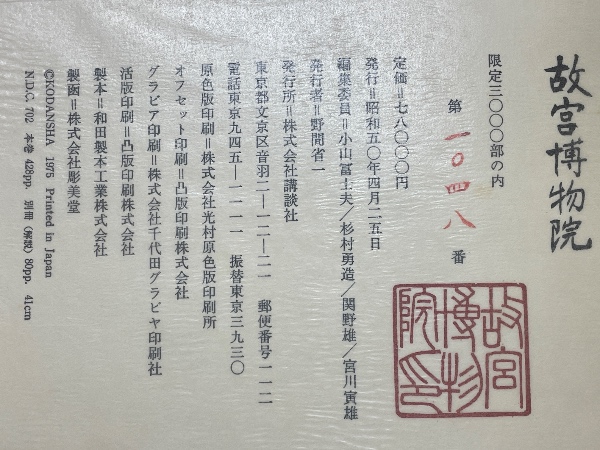 故宮博物院
限定三〇〇〇部の内
第一〇四八番
故宮博物院印
定価＝七八〇〇〇円
発行＝昭和五〇年四月二五日
編集委員＝小山冨士夫／杉村勇造／関野雄／宮川寅雄
発行者＝野間省一
発行所＝株式会社講談社
東京都文京区音羽二―一二―二一　郵便番号一一二
電話東京九四五―一一一一　振替東京三九三〇
原色版印刷＝株式会社光村原色版印刷所
オフセット印刷＝凸版印刷株式会社
グラビア印刷＝株式会社千代田グラビヤ印刷社
活版印刷＝凸版印刷株式会社
製本＝和田製本工業株式会社
製函＝株式会社彫美堂
©KODANSHA 1975 Printed in Japan
N.D.C. 702 本巻 428pp. 別冊（解説）80pp. 41cm